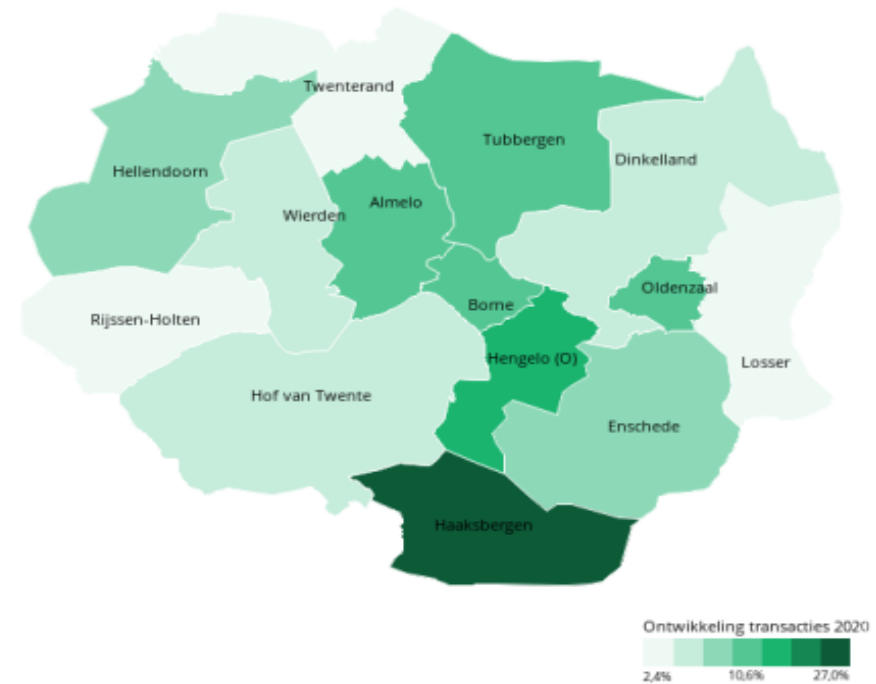 Twenterand
Tubbergen
Dinkelland
Hellendoorn
Almelo
Wierden
Oldenzaal
Borne
Rijssen-Holten
Hengelo (O)
Losser
Hof van Twente
Enschede
Haaksbergen
Ontwikkeling transacties 2020
2,4% 10,6% 27,0%